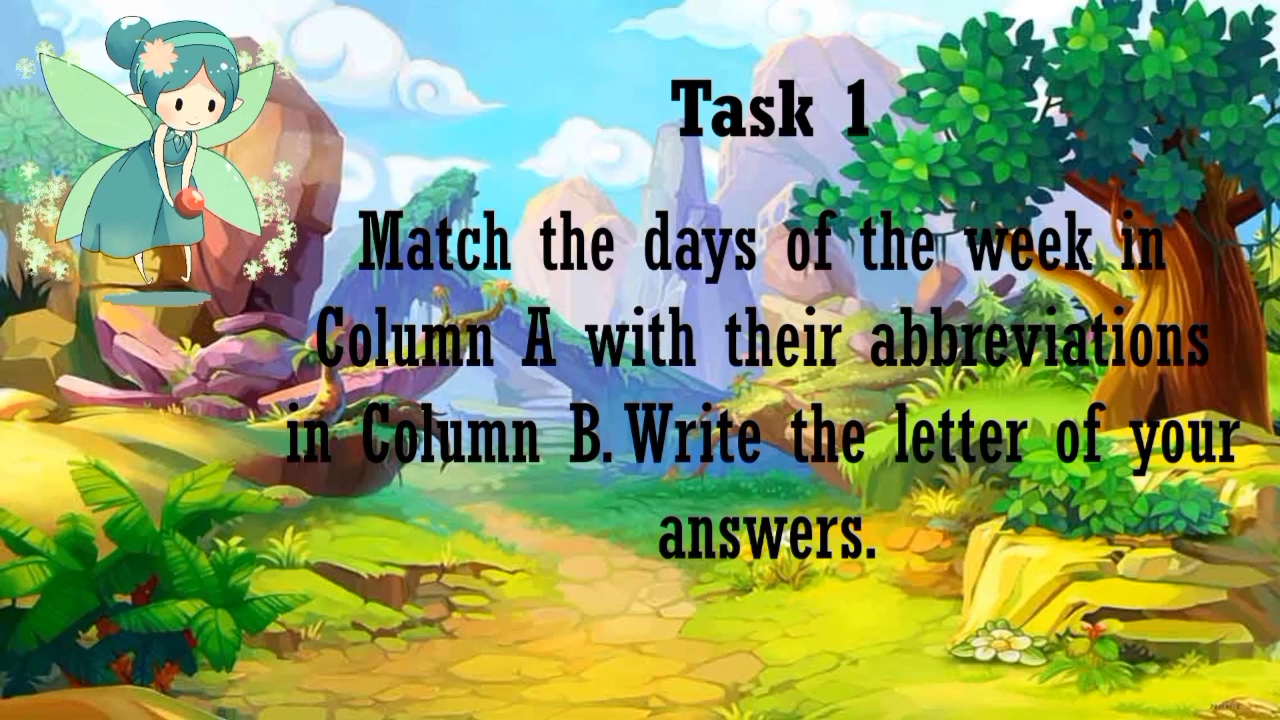 Task 1
Match the days of the week in
Column A with their abbreviations
in Column B. Write the letter of your
answers.